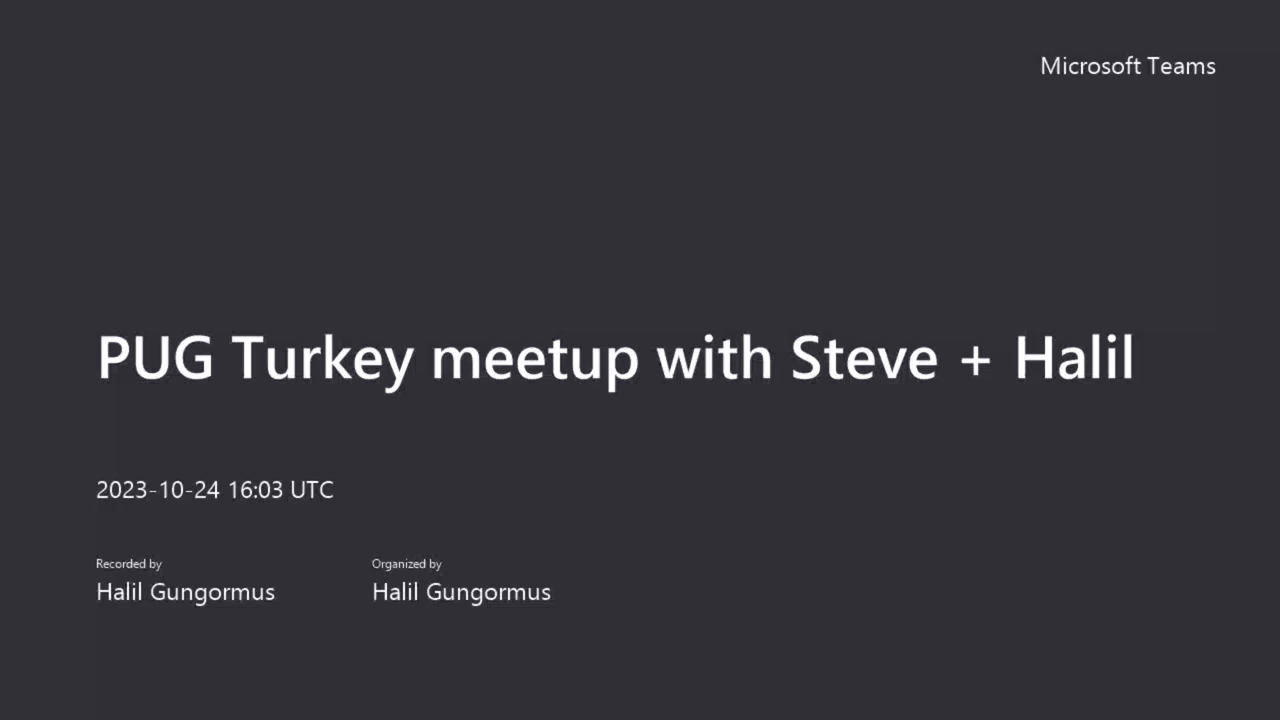 Microsoft Teams
PUG Turkey meetup with Steve + Halil
2023-10-24 16:03 UTC
Recorded by
Halil Gungormus
Organized by
Halil Gungormus